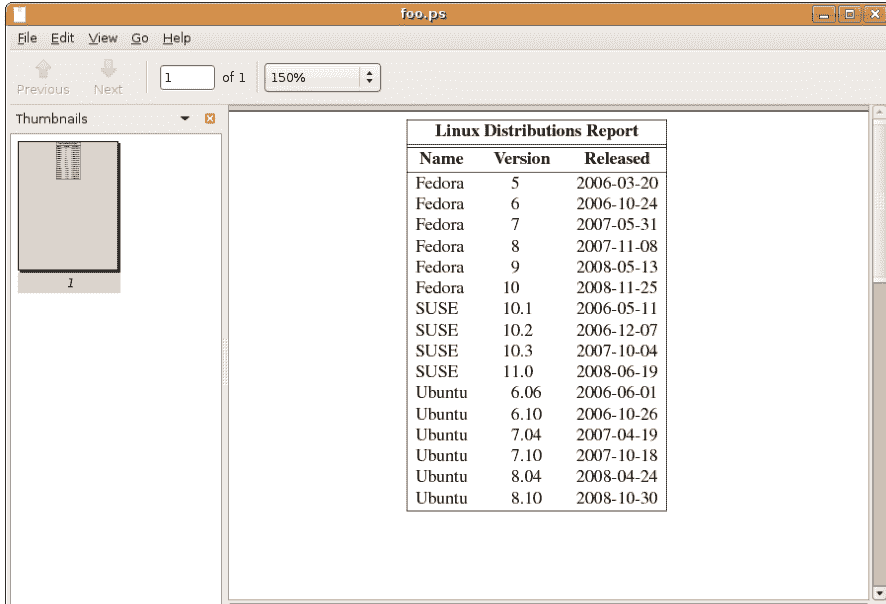 foo.ps
File Edit View Go Help
Previous Next 1 of 1 150%
Thumbnails
1
Linux Distributions Report
Name Version Released
Fedora 5 2006-03-20
Fedora 6 2006-10-24
Fedora 7 2007-05-31
Fedora 8 2007-11-08
Fedora 9 2008-05-13
Fedora 10 2008-11-25
SUSE 10.1 2006-05-11
SUSE 10.2 2006-12-07
SUSE 10.3 2007-10-04
SUSE 11.0 2008-06-19
Ubuntu 6.06 2006-06-01
Ubuntu 6.10 2006-10-26
Ubuntu 7.04 2007-04-19
Ubuntu 7.10 2007-10-18
Ubuntu 8.04 2008-04-24
Ubuntu 8.10 2008-10-30